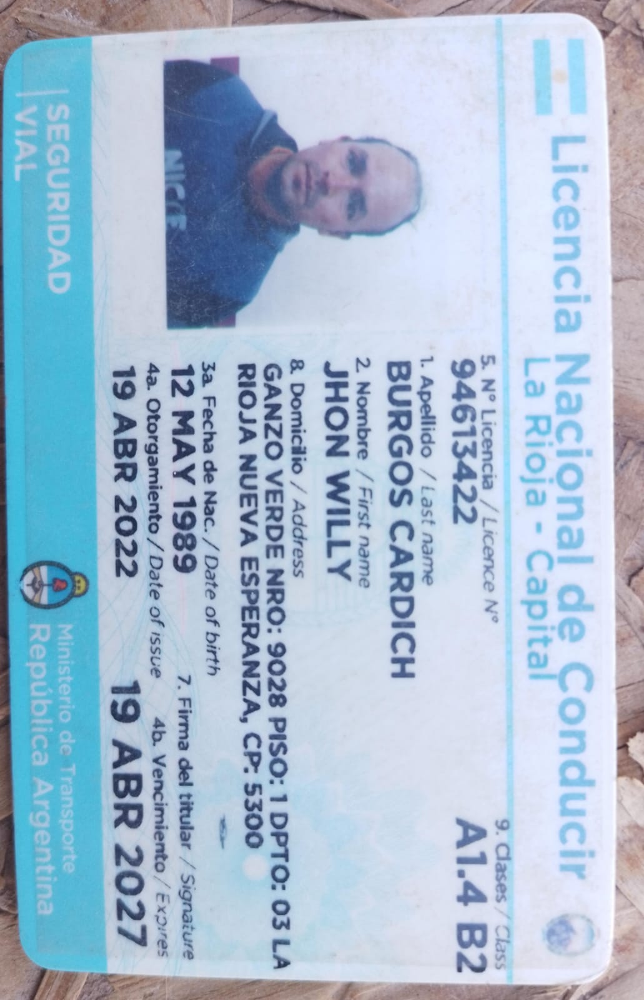 Licencia Nacional de Conducir
La Rioja - Capital
5. N° Licencia / Licence N°
94613422
9. Clases / Class
A1.4 B2
1. Apellido / Last name
BURGOS CARDICH
2. Nombre / First name
JHON WILLY
8. Domicilio / Address
GANZO VERDE NRO: 9028 PISO: 1 DPTO: 03 LA
RIOJA NUEVA ESPERANZA, CP: 5300
3a. Fecha de Nac. / Date of birth
12 MAY 1989
7. Firma del titular / Signature
4a. Otorgamiento / Date of issue
19 ABR 2022
4b. Vencimiento / Expires
19 ABR 2027
SEGURIDAD
VIAL
Ministerio de Transporte
República Argentina